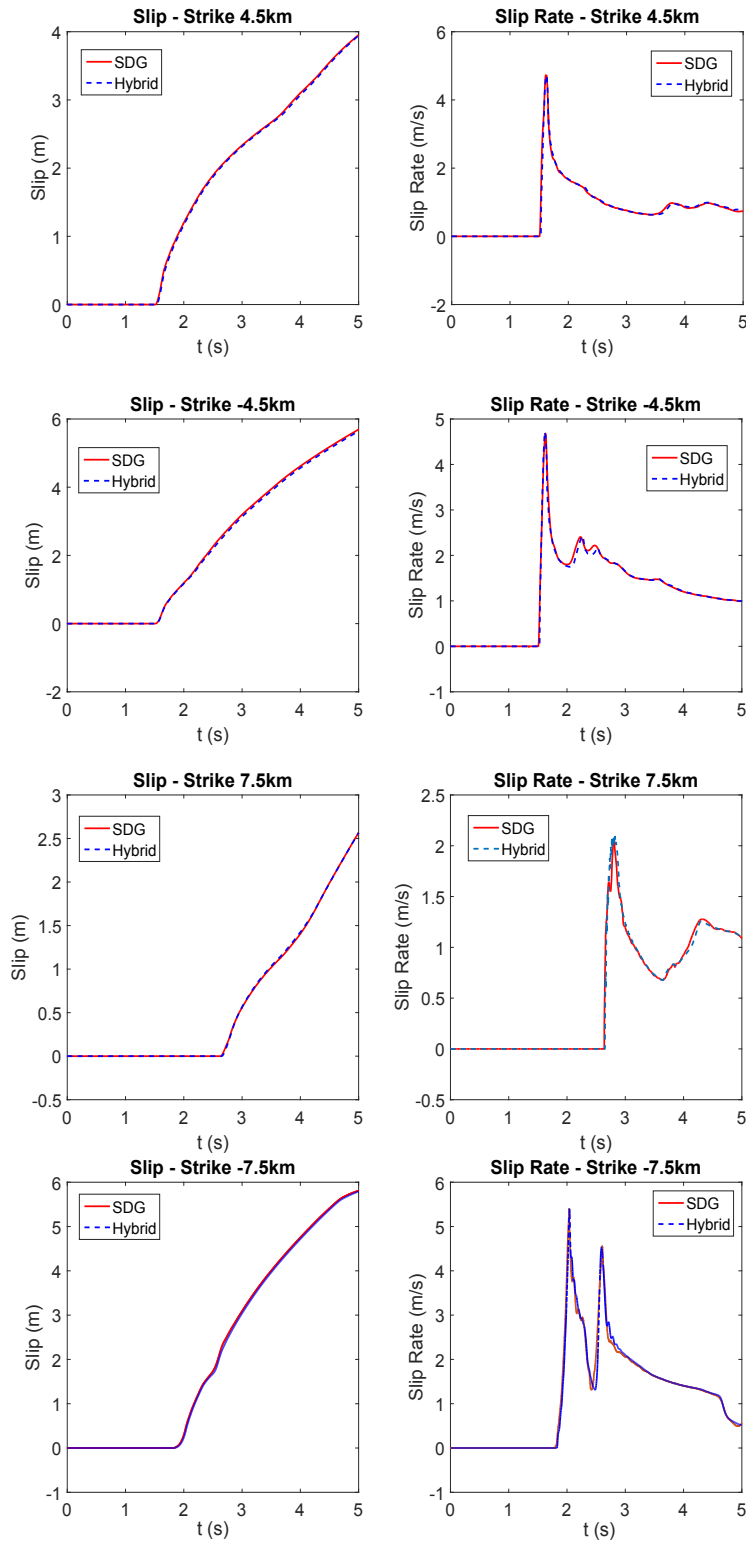 Slip - Strike 4.5km
SDG
Hybrid
Slip (m)
4
3
2
1
0
0 1 2 3 4 5
t (s)
Slip Rate - Strike 4.5km
SDG
Hybrid
Slip Rate (m/s)
6
4
2
0
-2
0 1 2 3 4 5
t (s)
Slip - Strike -4.5km
SDG
Hybrid
Slip (m)
6
4
2
0
-2
0 1 2 3 4 5
t (s)
Slip Rate - Strike -4.5km
SDG
Hybrid
Slip Rate (m/s)
5
4
3
2
1
0
-1
0 1 2 3 4 5
t (s)
Slip - Strike 7.5km
SDG
Hybrid
Slip (m)
3
2.5
2
1.5
1
0.5
0
-0.5
0 1 2 3 4 5
t (s)
Slip Rate - Strike 7.5km
SDG
Hybrid
Slip Rate (m/s)
2.5
2
1.5
1
0.5
0
-0.5
0 1 2 3 4 5
t (s)
Slip - Strike -7.5km
SDG
Hybrid
Slip (m)
6
5
4
3
2
1
0
-1
0 1 2 3 4 5
t (s)
Slip Rate - Strike -7.5km
SDG
Hybrid
Slip Rate (m/s)
6
5
4
3
2
1
0
-1
0 1 2 3 4 5
t (s)